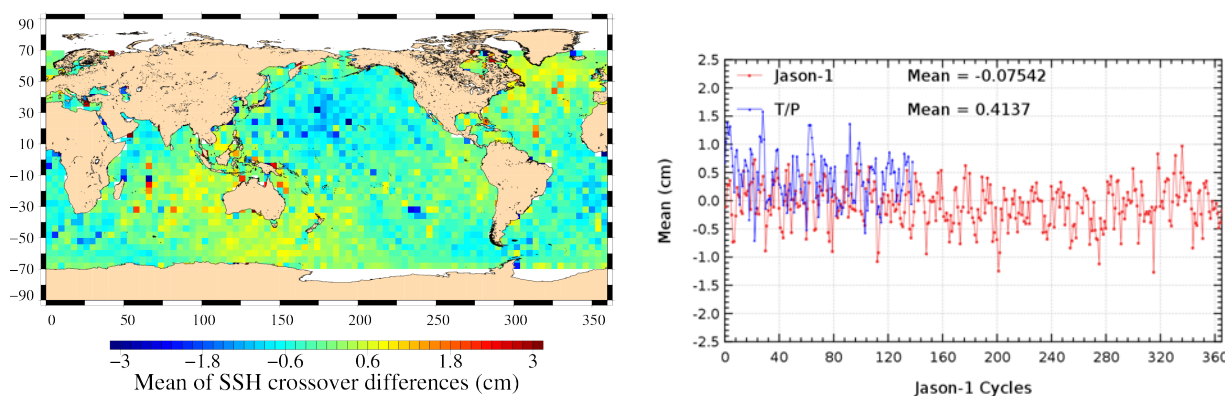 90
70
50
30
10
−10
−30
−50
−70
−90
0 50 100 150 200 250 300 350
−3 −1.8 −0.6 0.6 1.8 3
Mean of SSH crossover differences (cm)
Mean (cm)
2.5
2.0
1.5
1.0
0.5
0.0
-0.5
-1.0
-1.5
-2.0
-2.5
Jason-1 Mean = -0.07542
T/P Mean = 0.4137
0 40 80 120 160 200 240 280 320 360
Jason-1 Cycles